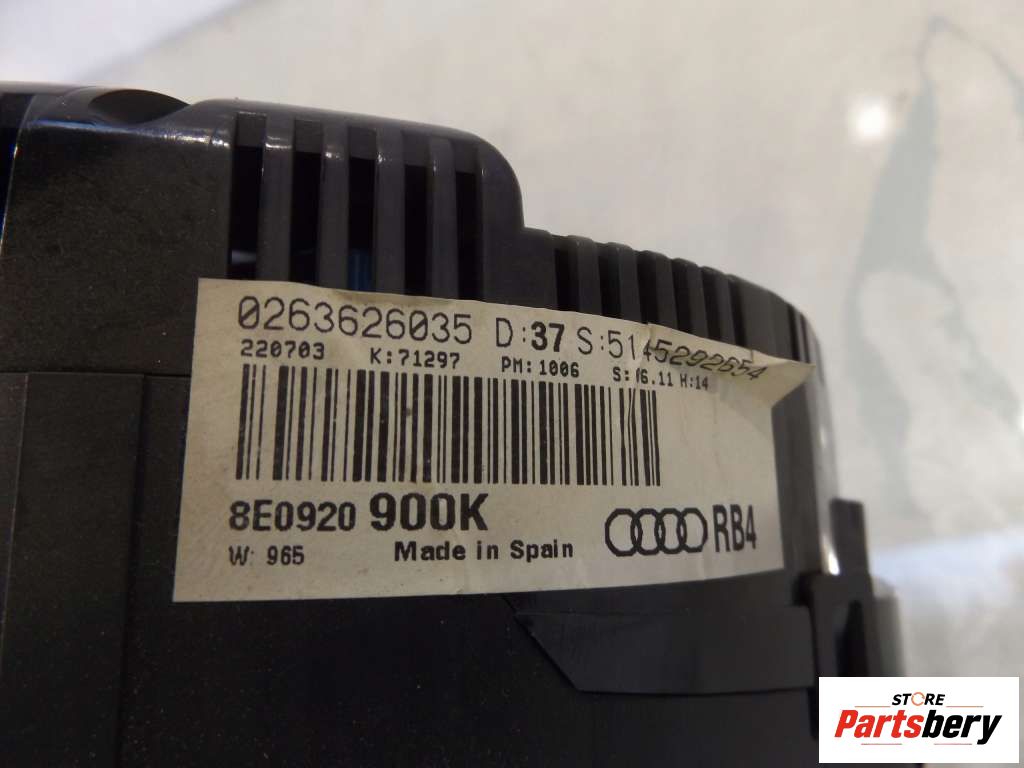 0263626035 D:37 S:5145292654
220703 K:71297 PM:1006 S: 06.11 H:14
8E0920 900K
RB4
W: 965 Made in Spain
STORE
Partsbery